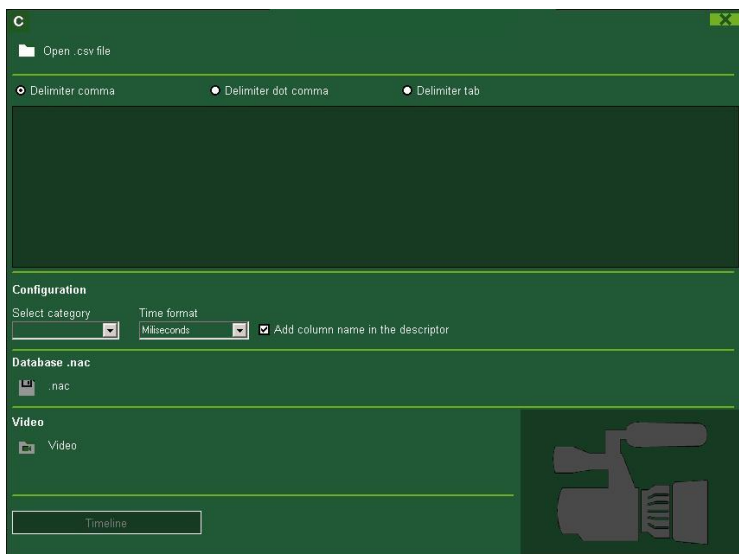 C
Open .csv file
Delimiter comma Delimiter dot comma Delimiter tab
Configuration
Select category Time format
Miliseconds Add column name in the descriptor
Database .nac
.nac
Video
Video
Timeline